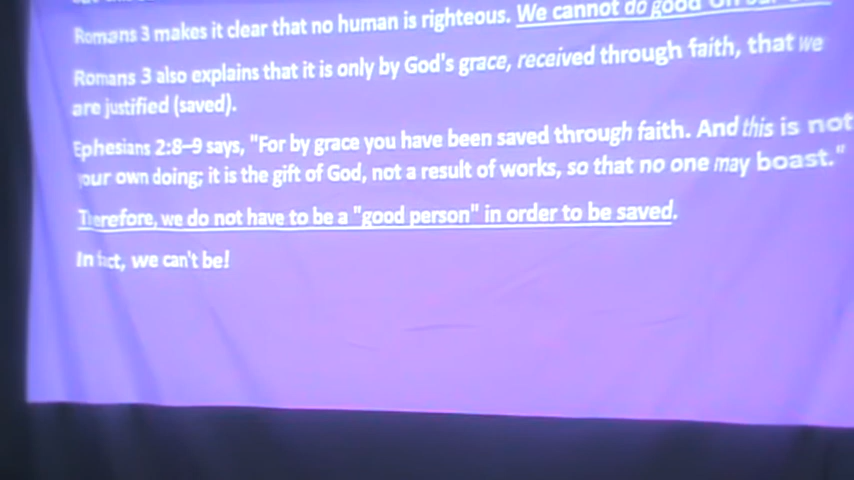 Romans 3 makes it clear that no human is righteous. We cannot do good
Romans 3 also explains that it is only by God's grace, received through faith, that we
are justified (saved).
Ephesians 2:8–9 says, "For by grace you have been saved through faith. And this is not
your own doing; it is the gift of God, not a result of works, so that no one may boast."
Therefore, we do not have to be a "good person" in order to be saved.
In fact, we can't be!